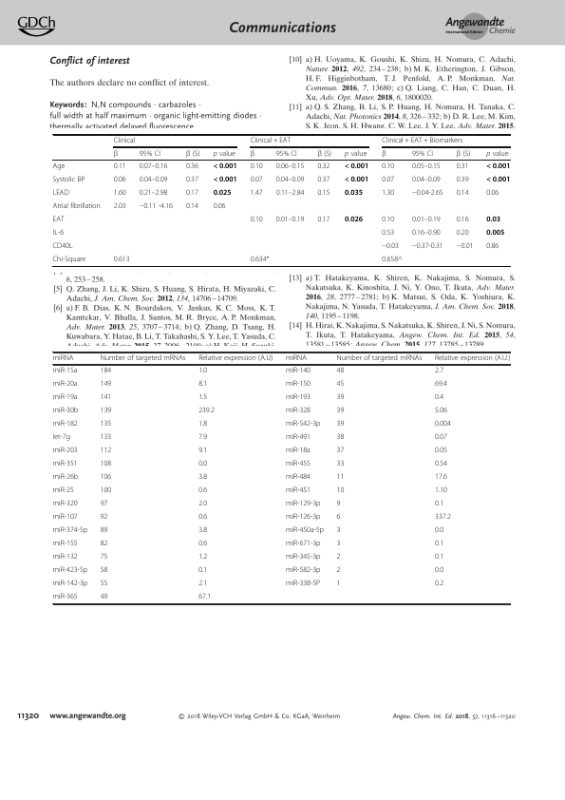 GDCh
Communications
Angewandte
International Edition Chemie
Conflict of interest
The authors declare no conflict of interest.
Keywords: N,N compounds · carbazoles ·
full width at half maximum · organic light-emitting diodes ·
thermally activated delayed fluorescence
[10] a) H. Uoyama, K. Goushi, K. Shizu, H. Nomura, C. Adachi,
Nature 2012, 492, 234–238; b) M. K. Etherington, J. Gibson,
H. F. Higginbotham, T. J. Penfold, A. P. Monkman, Nat.
Commun. 2016, 7, 13680; c) Q. Liang, C. Han, C. Duan, H.
Xu, Adv. Opt. Mater. 2018, 6, 1800020.
[11] a) Q. S. Zhang, B. Li, S. P. Huang, H. Nomura, H. Tanaka, C.
Adachi, Nat. Photonics 2014, 8, 326–332; b) D. R. Lee, M. Kim,
S. K. Jeon, S. H. Hwang, C. W. Lee, J. Y. Lee, Adv. Mater. 2015,
Clinical Clinical + EAT Clinical + EAT + Biomarkers
β 95% CI β (S) p value β 95% CI β (S) p value β 95% CI β (S) p value
Age 0.11 0.07–0.16 0.36 < 0.001 0.10 0.06–0.15 0.32 < 0.001 0.10 0.05–0.15 0.31 < 0.001
Systolic BP 0.06 0.04–0.09 0.37 < 0.001 0.07 0.04–0.09 0.37 < 0.001 0.07 0.04–0.09 0.39 < 0.001
LEAD 1.60 0.21–2.98 0.17 0.025 1.47 0.11–2.84 0.15 0.035 1.30 −0.04-2.65 0.14 0.06
Atrial fibrillation 2.03 −0.11 -4.16 0.14 0.06
EAT 0.10 0.01–0.19 0.17 0.026 0.10 0.01–0.19 0.16 0.03
IL-6 0.53 0.16–0.90 0.20 0.005
CD40L −0.03 −0.37-0.31 −0.01 0.86
Chi-Square 0.613 0.634* 0.658^
6, 253–258.
[5] Q. Zhang, J. Li, K. Shizu, S. Huang, S. Hirata, H. Miyazaki, C.
Adachi, J. Am. Chem. Soc. 2012, 134, 14706–14709.
[6] a) F. B. Dias, K. N. Bourdakos, V. Jankus, K. C. Moss, K. T.
Kamtekar, V. Bhalla, J. Santos, M. R. Bryce, A. P. Monkman,
Adv. Mater. 2013, 25, 3707–3714; b) Q. Zhang, D. Tsang, H.
Kuwabara, Y. Hatae, B. Li, T. Takahashi, S. Y. Lee, T. Yasuda, C.
[13] a) T. Hatakeyama, K. Shiren, K. Nakajima, S. Nomura, S.
Nakatsuka, K. Kinoshita, J. Ni, Y. Ono, T. Ikuta, Adv. Mater.
2016, 28, 2777–2781; b) K. Matsui, S. Oda, K. Yoshiura, K.
Nakajima, N. Yasuda, T. Hatakeyama, J. Am. Chem. Soc. 2018,
140, 1195–1198.
[14] H. Hirai, K. Nakajima, S. Nakatsuka, K. Shiren, J. Ni, S. Nomura,
T. Ikuta, T. Hatakeyama, Angew. Chem. Int. Ed. 2015, 54,
13581–13585; Angew. Chem. 2015, 127, 13785–13789.
miRNA Number of targeted mRNAs Relative expression (A.U) miRNA Number of targeted mRNAs Relative expression (A.U.)
miR-15a 184 1.0 miR-140 48 2.7
miR-20a 149 8.1 miR-150 45 69.4
miR-19a 141 1.5 miR-193 39 0.4
miR-30b 139 239.2 miR-328 39 5.06
miR-182 135 1.8 miR-542-3p 39 0.004
let-7g 133 7.9 miR-491 38 0.07
miR-203 112 9.1 miR-18a 37 0.05
miR-351 108 0.0 miR-455 33 0.54
miR-26b 106 3.8 miR-484 11 17.6
miR-25 100 0.6 miR-451 10 1.10
miR-320 97 2.0 miR-129-3p 9 0.1
miR-107 92 0.6 miR-126-3p 6 337.2
miR-374-5p 89 3.8 miR-450a-5p 3 0.0
miR-155 82 0.6 miR-671-3p 3 0.1
miR-132 75 1.2 miR-345-3p 2 0.1
miR-423-5p 58 0.1 miR-582-3p 2 0.0
miR-142-3p 55 2.1 miR-338-5P 1 0.2
miR-365 49 67.1
11320 www.angewandte.org © 2018 Wiley-VCH Verlag GmbH & Co. KGaA, Weinheim Angew. Chem. Int. Ed. 2018, 57, 11316–11320